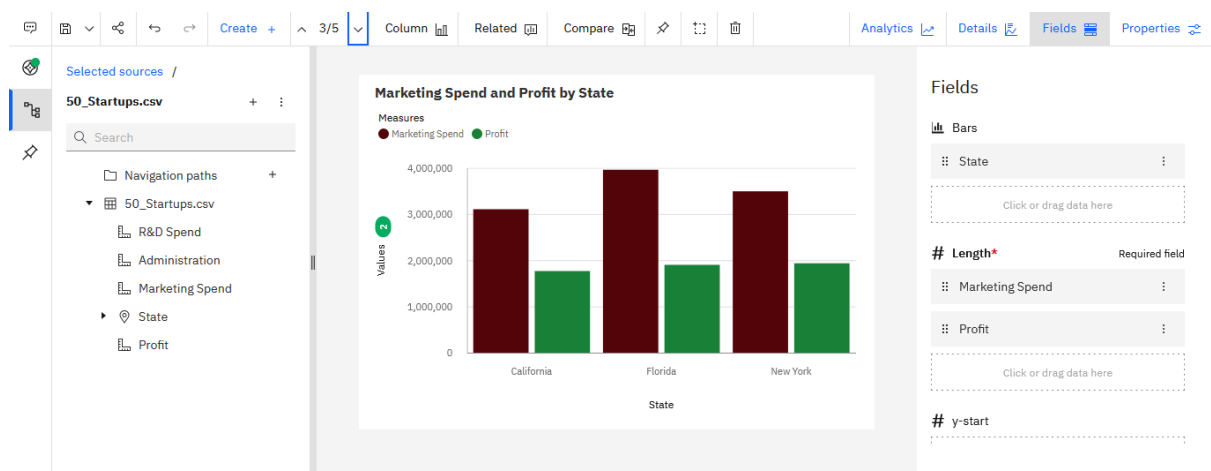 Create +
3/5
Column
Related
Compare
Analytics
Details
Fields
Properties
Selected sources /
50_Startups.csv
Search
Navigation paths
50_Startups.csv
R&D Spend
Administration
Marketing Spend
State
Profit
Marketing Spend and Profit by State
Measures
Marketing Spend
Profit
Values
2
4,000,000
3,000,000
2,000,000
1,000,000
0
California
Florida
New York
State
Fields
Bars
State
Click or drag data here
# Length*
Required field
Marketing Spend
Profit
Click or drag data here
# y-start